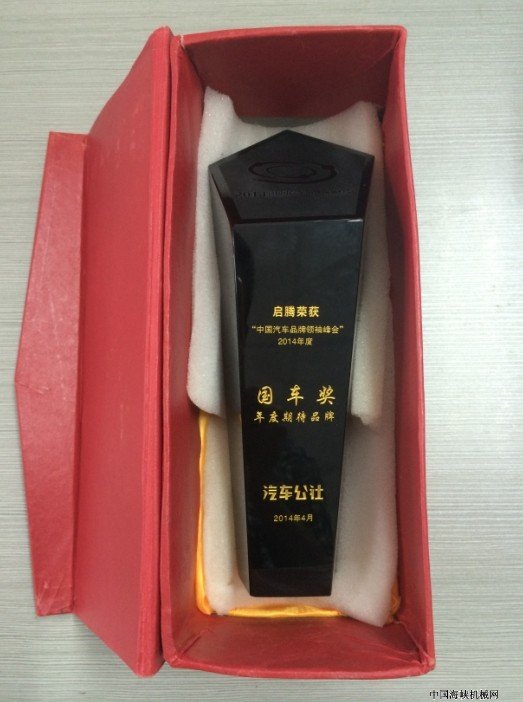 启腾荣获
“中国汽车品牌领袖峰会”
2014年度
国车奖
年度期待品牌
汽车公社
2014年4月
中国海峡机械网